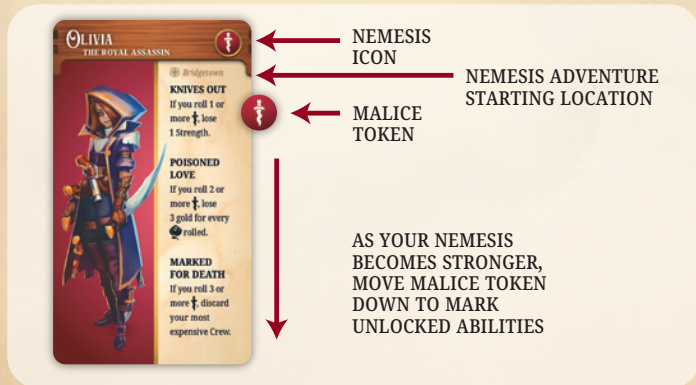 OLIVIA
THE ROYAL ASSASSIN
Bridgetown
KNIVES OUT
If you roll 1 or
more , lose
1 Strength.
POISONED
LOVE
If you roll 2 or
more , lose
3 gold for every
rolled.
MARKED
FOR DEATH
If you roll 3 or
more , discard
your most
expensive Crew.
NEMESIS
ICON
NEMESIS ADVENTURE
STARTING LOCATION
MALICE
TOKEN
AS YOUR NEMESIS
BECOMES STRONGER,
MOVE MALICE TOKEN
DOWN TO MARK
UNLOCKED ABILITIES